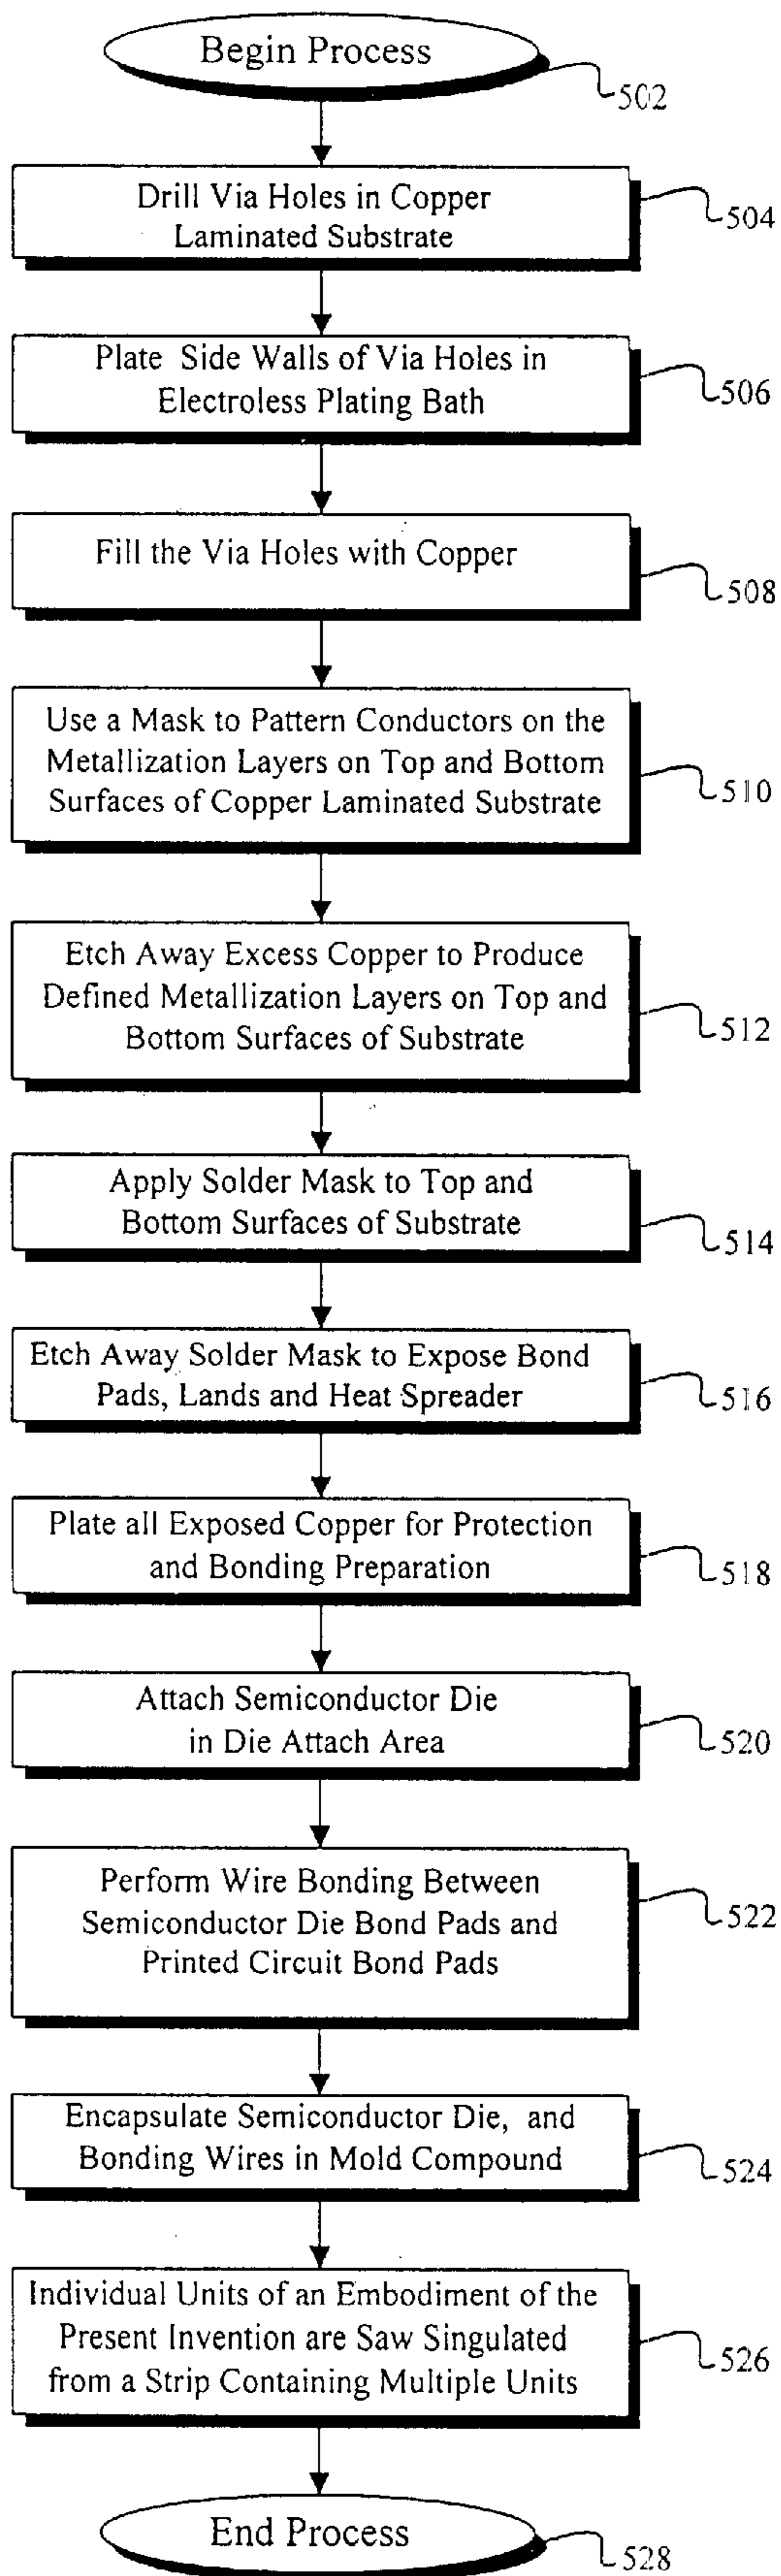 Begin Process
502
Drill Via Holes in Copper
Laminated Substrate
504
Plate Side Walls of Via Holes in
Electroless Plating Bath
506
Fill the Via Holes with Copper
508
Use a Mask to Pattern Conductors on the
Metallization Layers on Top and Bottom
Surfaces of Copper Laminated Substrate
510
Etch Away Excess Copper to Produce
Defined Metallization Layers on Top and
Bottom Surfaces of Substrate
512
Apply Solder Mask to Top and
Bottom Surfaces of Substrate
514
Etch Away Solder Mask to Expose Bond
Pads, Lands and Heat Spreader
516
Plate all Exposed Copper for Protection
and Bonding Preparation
518
Attach Semiconductor Die
in Die Attach Area
520
Perform Wire Bonding Between
Semiconductor Die Bond Pads and
Printed Circuit Bond Pads
522
Encapsulate Semiconductor Die, and
Bonding Wires in Mold Compound
524
Individual Units of an Embodiment of the
Present Invention are Saw Singulated
from a Strip Containing Multiple Units
526
End Process
528